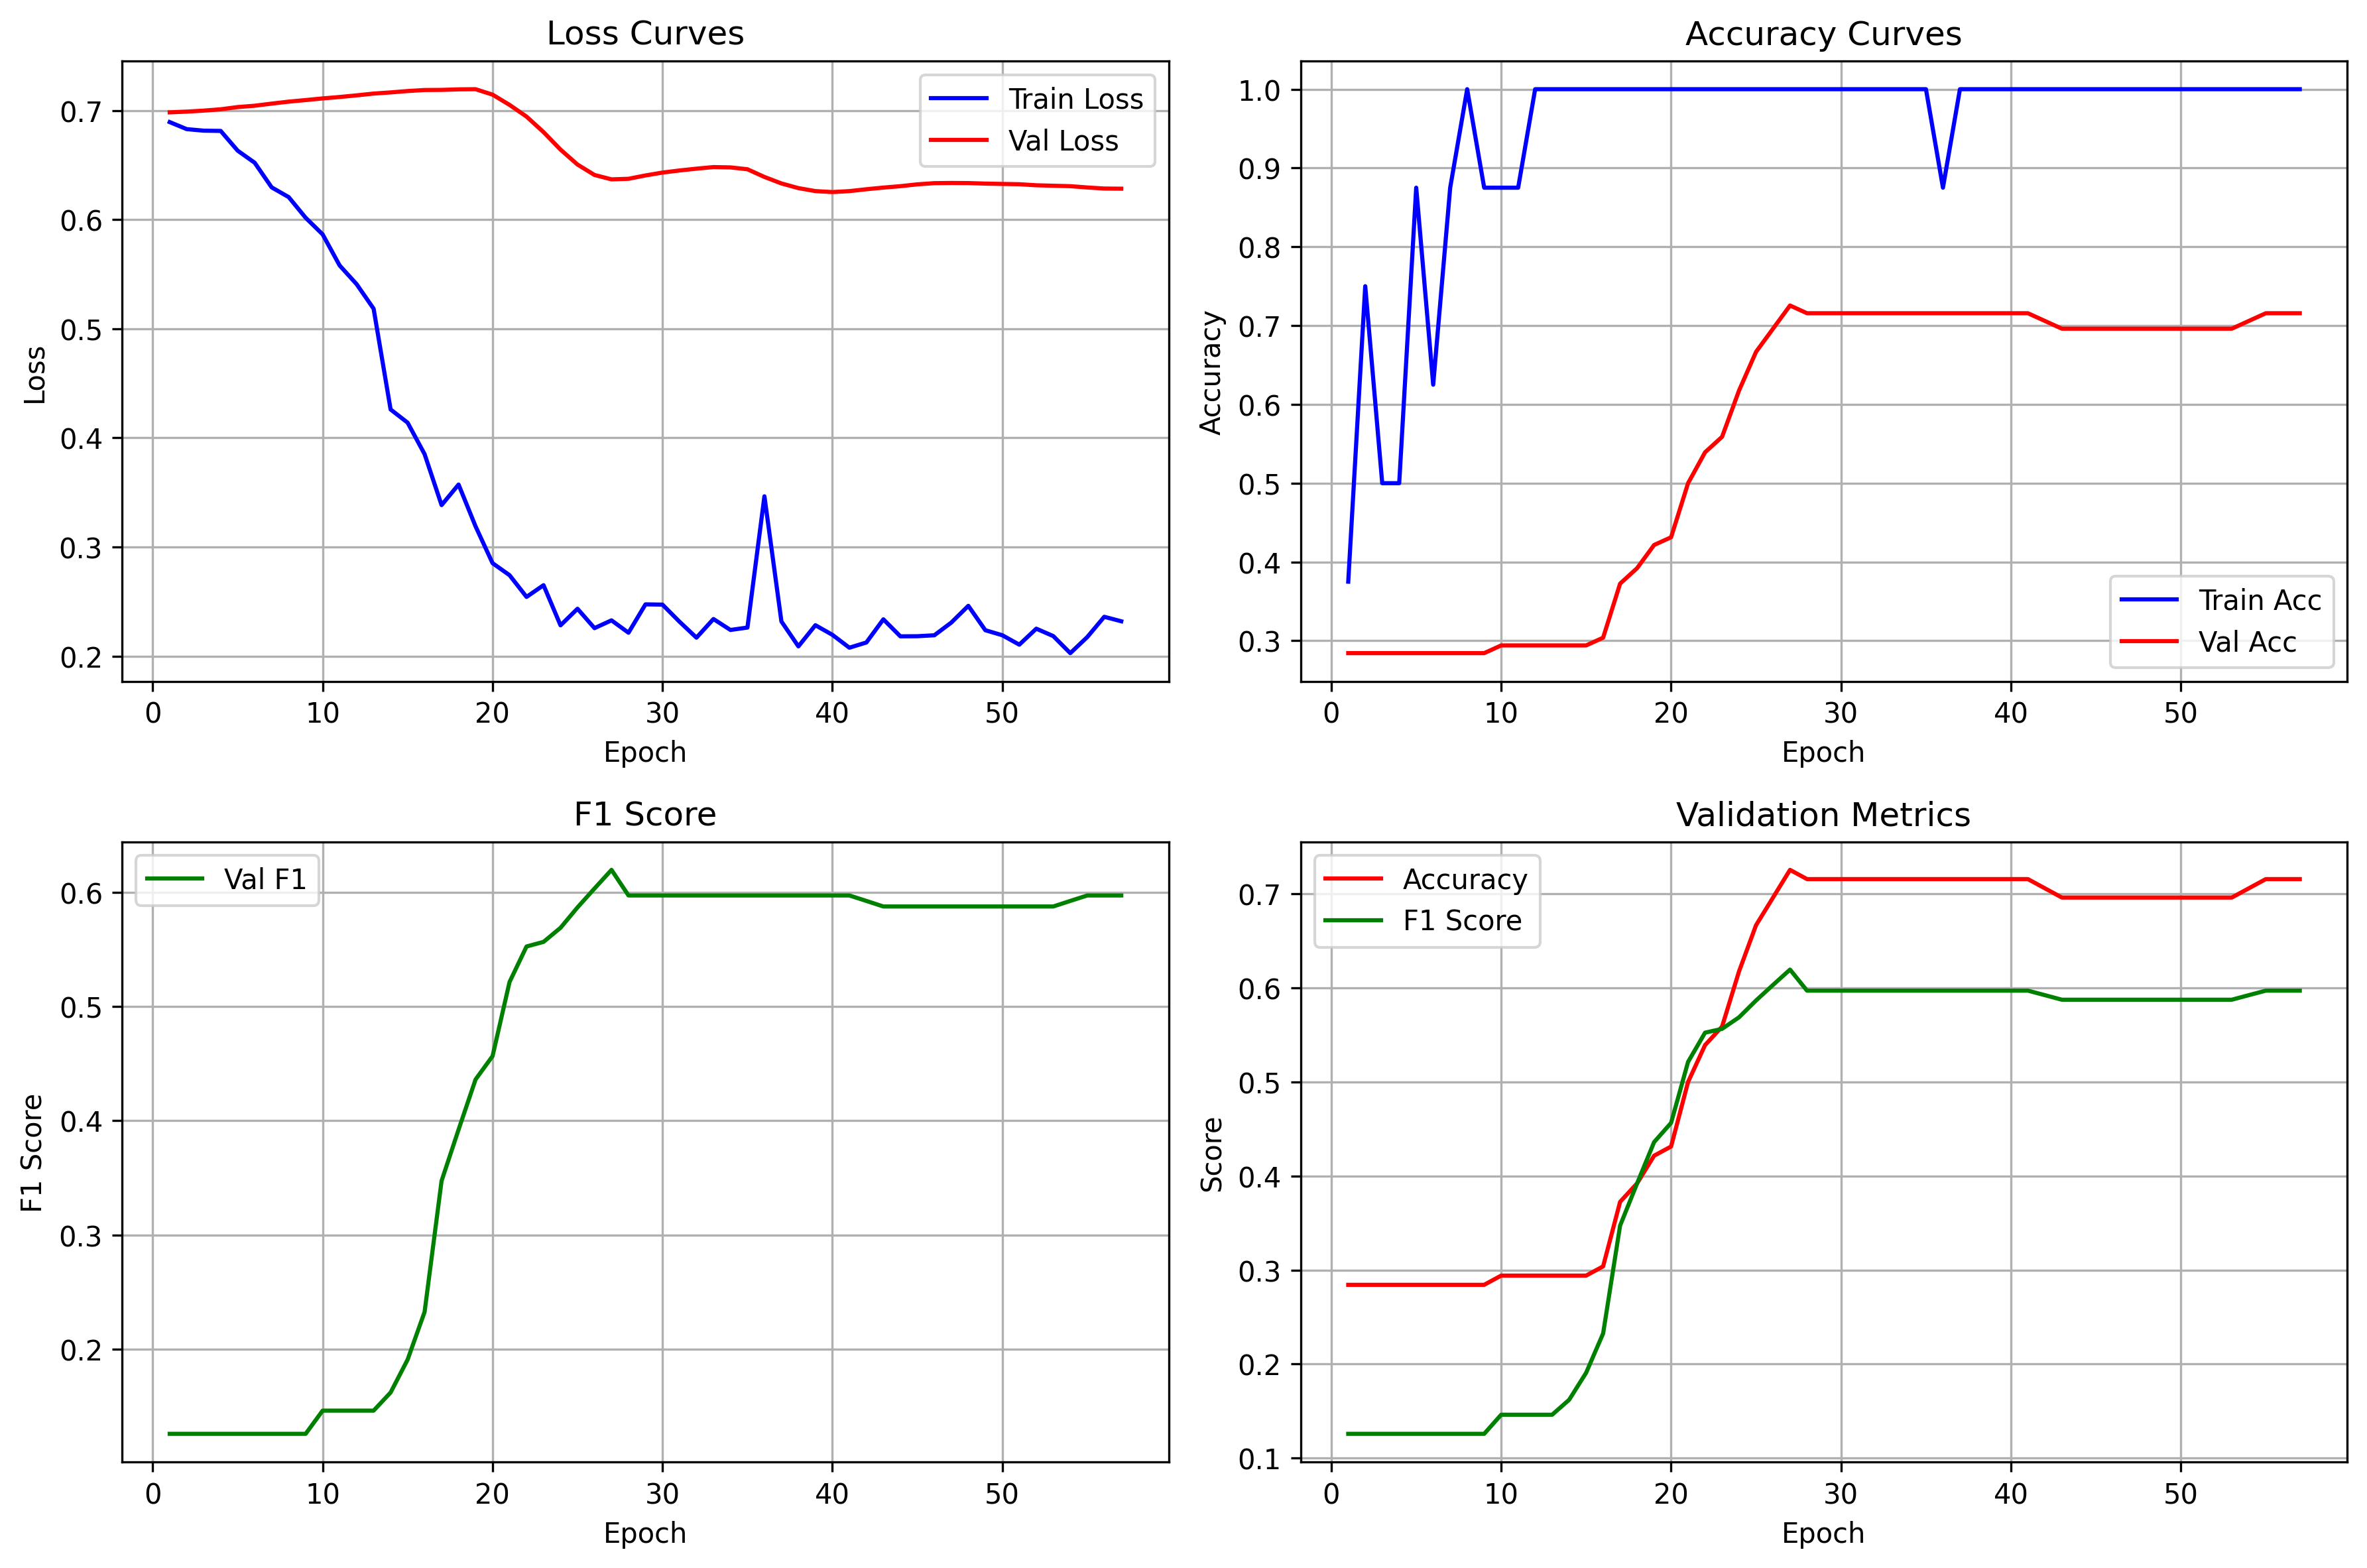 Loss Curves
Loss
0.7
0.6
0.5
0.4
0.3
0.2
Train Loss
Val Loss
0 10 20 30 40 50
Epoch
Accuracy Curves
Accuracy
1.0
0.9
0.8
0.7
0.6
0.5
0.4
0.3
Train Acc
Val Acc
0 10 20 30 40 50
Epoch
F1 Score
F1 Score
Val F1
0.6
0.5
0.4
0.3
0.2
0 10 20 30 40 50
Epoch
Validation Metrics
Score
Accuracy
F1 Score
0.7
0.6
0.5
0.4
0.3
0.2
0.1
0 10 20 30 40 50
Epoch